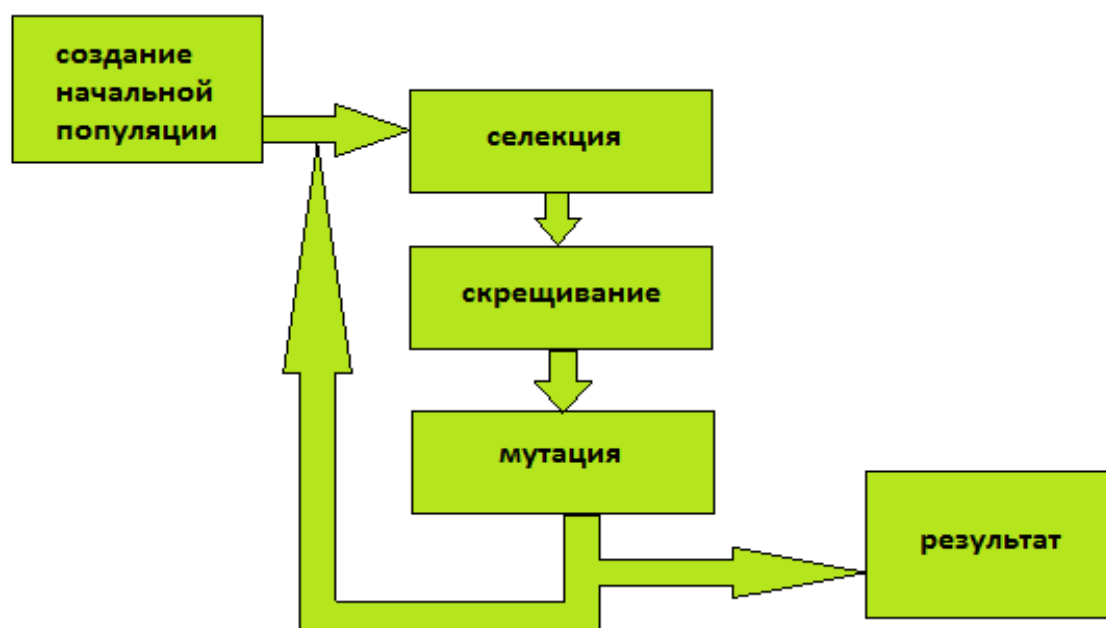 создание
начальной
популяции
селекция
скрещивание
мутация
результат